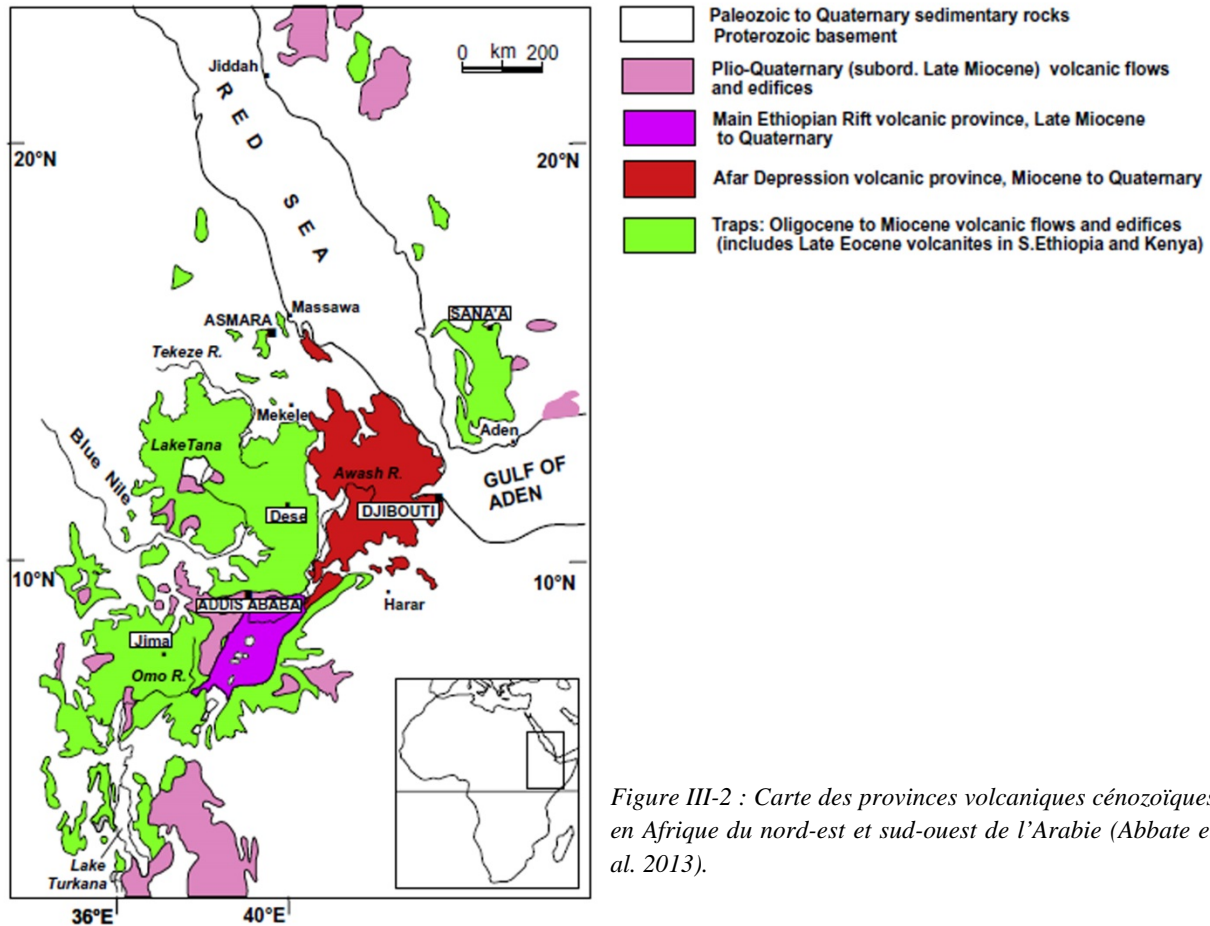 0 km 200
Jiddah
RED SEA
20°N
20°N
Massawa
ASMARA
SANA'A
Tekeze R.
Mekele
Aden
Lake Tana
Blue Nile
Awash R.
GULF OF
ADEN
Dese
DJIBOUTI
10°N
10°N
ADDIS ABABA
Harar
Jima
Omo R.
Lake
Turkana
36°E
40°E
Paleozoic to Quaternary sedimentary rocks
Proterozoic basement
Plio-Quaternary (subord. Late Miocene) volcanic flows
and edifices
Main Ethiopian Rift volcanic province, Late Miocene
to Quaternary
Afar Depression volcanic province, Miocene to Quaternary
Traps: Oligocene to Miocene volcanic flows and edifices
(includes Late Eocene volcanites in S.Ethiopia and Kenya)
Figure III-2 : Carte des provinces volcaniques cénozoïques
en Afrique du nord-est et sud-ouest de l'Arabie (Abbate e
al. 2013).